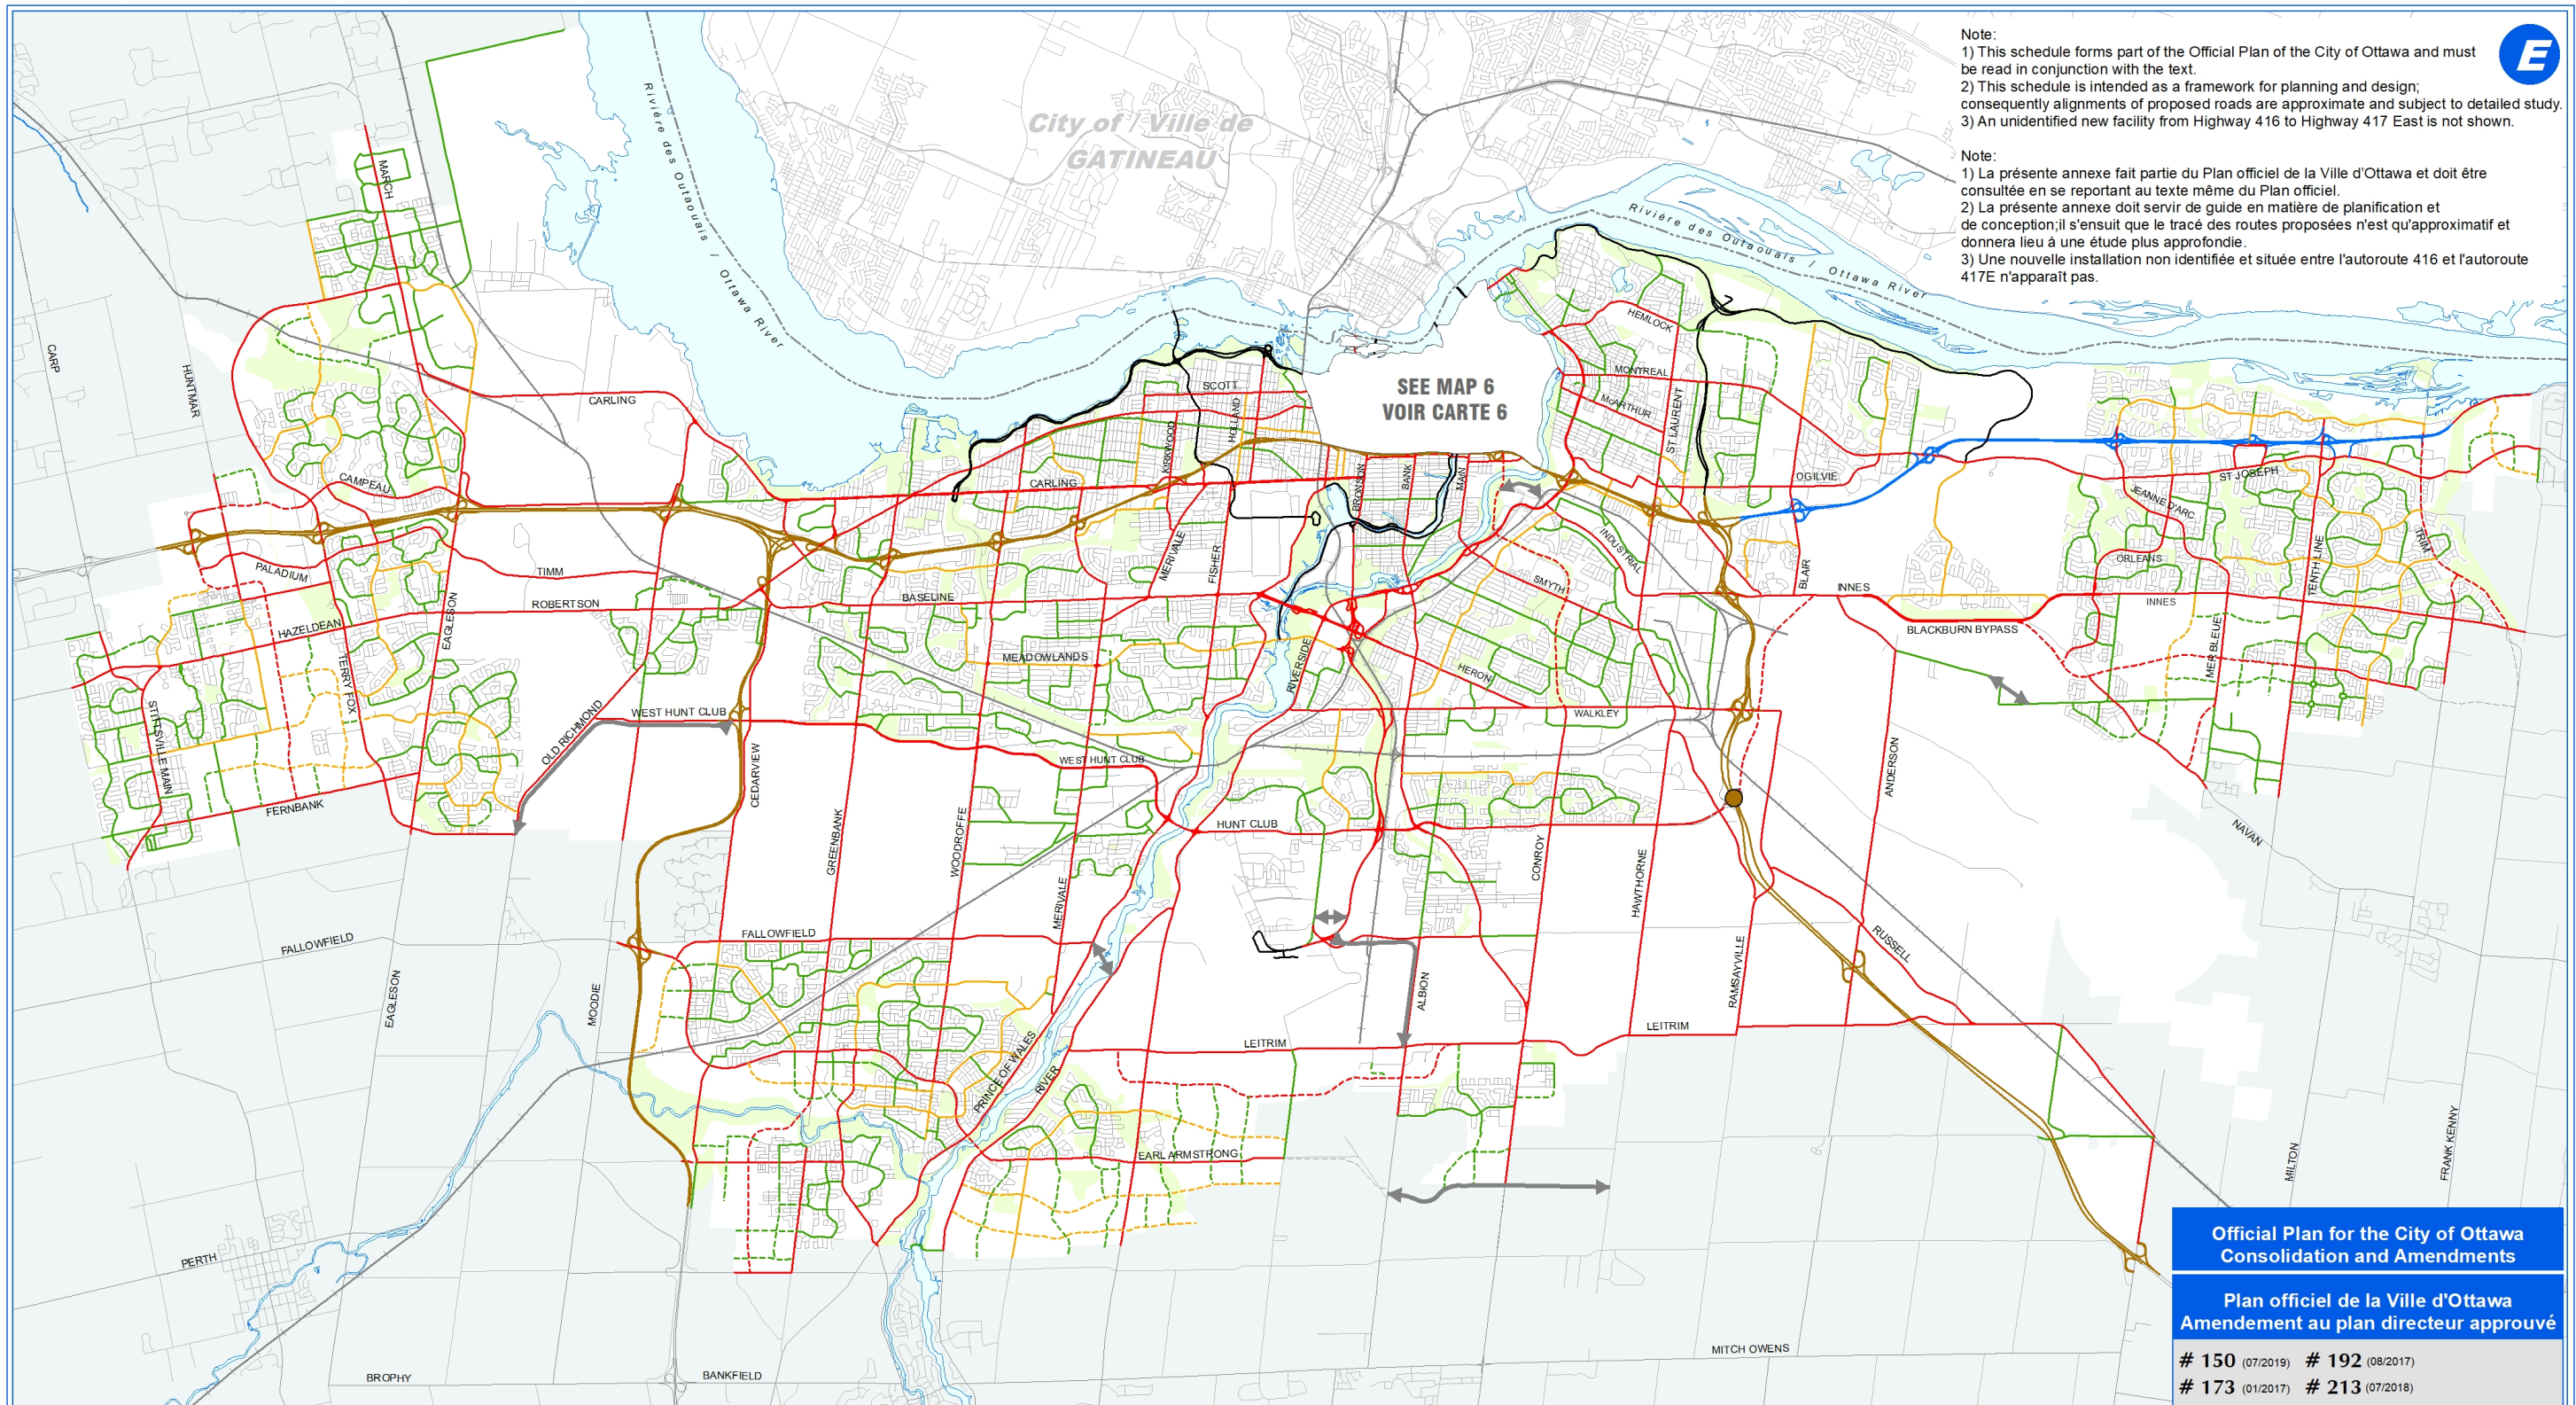 Note:
1) This schedule forms part of the Official Plan of the City of Ottawa and must
be read in conjunction with the text.
2) This schedule is intended as a framework for planning and design;
consequently alignments of proposed roads are approximate and subject to detailed study.
3) An unidentified new facility from Highway 416 to Highway 417 East is not shown.
E
Note:
1) La présente annexe fait partie du Plan officiel de la Ville d'Ottawa et doit être
consultée en se reportant au texte même du Plan officiel.
2) La présente annexe doit servir de guide en matière de planification et
de conception;il s'ensuit que le tracé des routes proposées n'est qu'approximatif et
donnera lieu à une étude plus approfondie.
3) Une nouvelle installation non identifiée et située entre l'autoroute 416 et l'autoroute
417E n'apparaît pas.
City of / Ville de
GATINEAU
Rivière des Outaouais / Ottawa River
Riviére des Outaouais / Ottawa River
MARCH
CARP
HUNTMAR
CARLING
SCOTT
HOLLAND
KIRKWOOD
SEE MAP 6
VOIR CARTE 6
HEMLOCK
MONTREAL
McARTHUR
ST LAURENT
CAMPEAU
CARLING
BRONSON
BANK
MAIN
OGILVIE
ST JOSEPH
JEANNE D'ARC
TRIM
PALADIUM
TIMM
MERIVALE
FISHER
INDUSTRIAL
SMYTH
BLAIR
INNES
ORLEANS
INNES
TENTH LINE
ROBERTSON
BASELINE
HAZELDEAN
EAGLESON
BLACKBURN BYPASS
MER BLEUE
TERRY FOX
MEADOWLANDS
RIVERSIDE
HERON
STITTSVILLE MAIN
OLD RICHMOND
WEST HUNT CLUB
WALKLEY
CEDARVIEW
WEST HUNT CLUB
ANDERSON
FERNBANK
GREENBANK
WOODROFFE
HUNT CLUB
CONROY
HAWTHORNE
NAVAN
MERIVALE
FALLOWFIELD
FALLOWFIELD
RUSSELL
EAGLESON
MOODIE
ALBION
RAMSAYVILLE
LEITRIM
LEITRIM
PRINCE OF WALES
RIVER
EARL ARMSTRONG
MILTON
FRANK KENNY
PERTH
BROPHY
BANKFIELD
MITCH OWENS
Official Plan for the City of Ottawa
Consolidation and Amendments
Plan officiel de la Ville d'Ottawa
Amendement au plan directeur approuvé
# 150 (07/2019) # 192 (08/2017)
# 173 (01/2017) # 213 (07/2018)